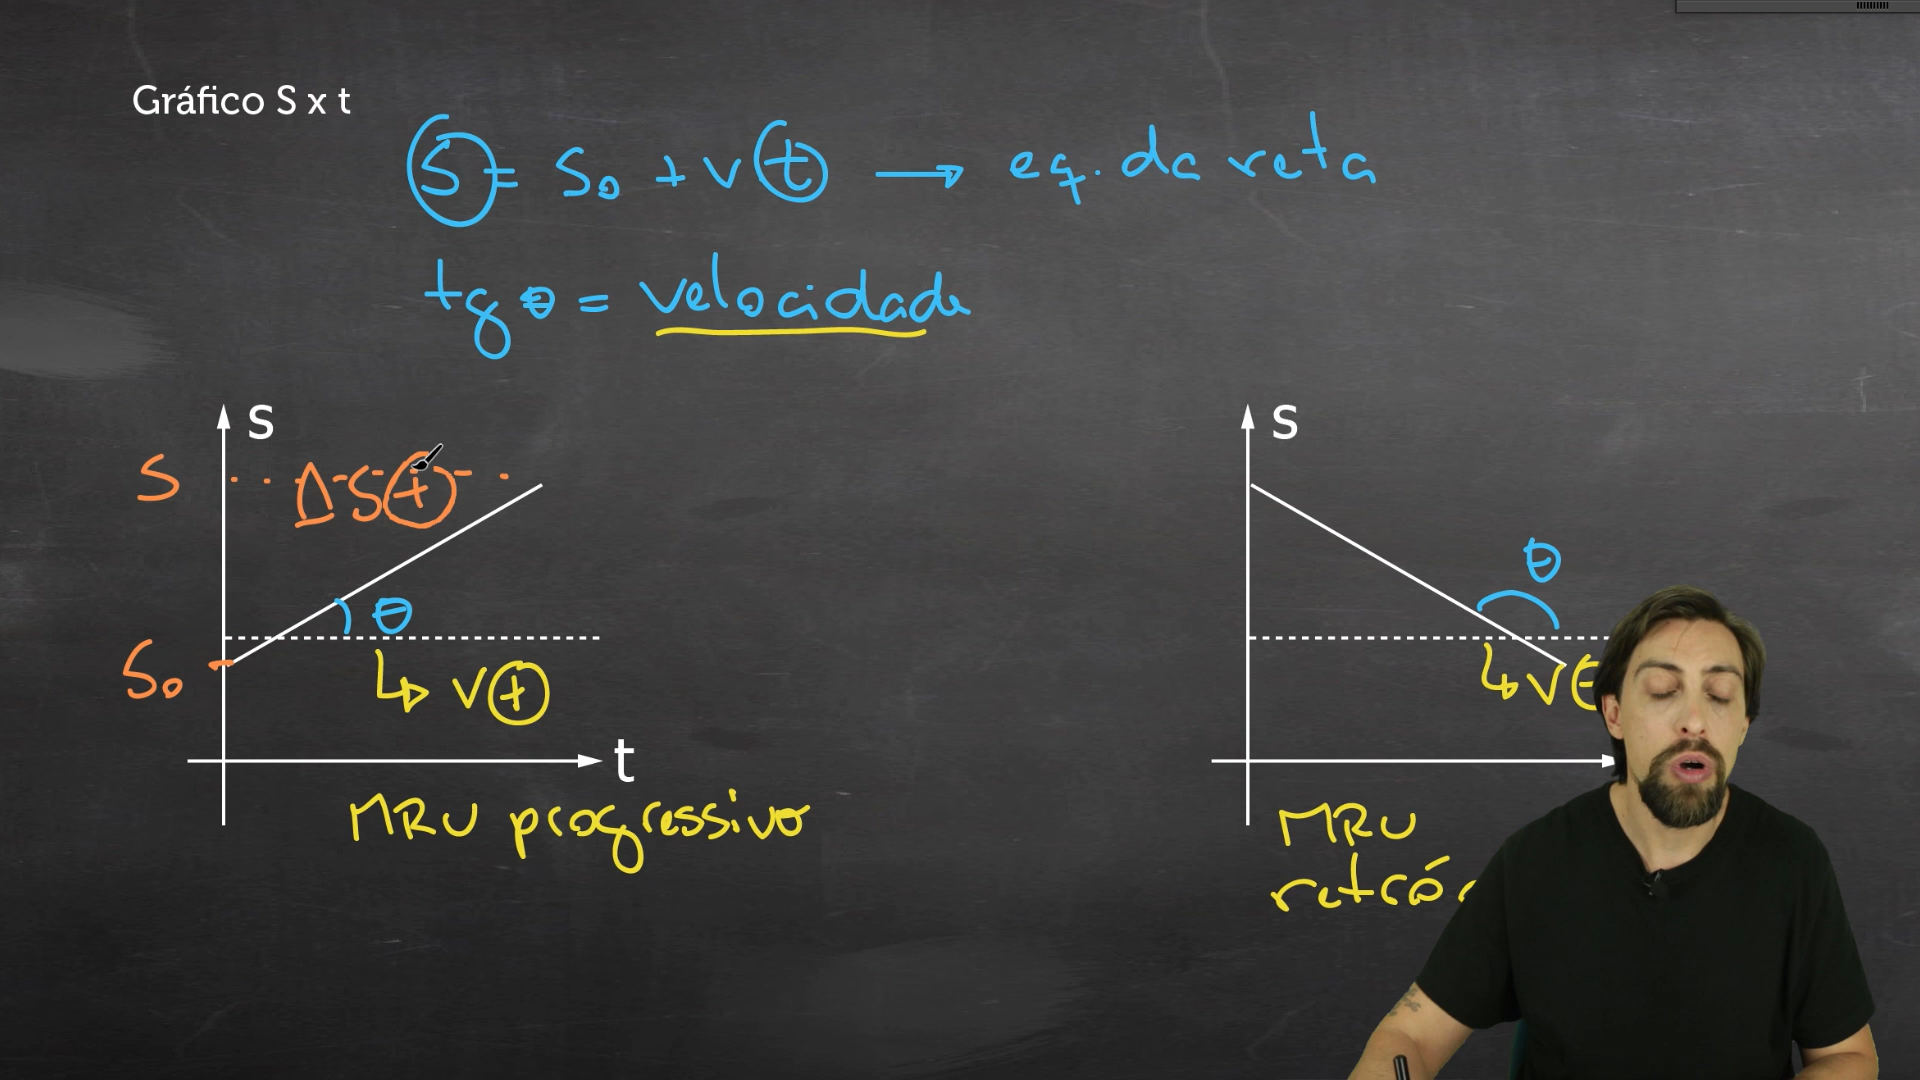 Gráfico S x t
S = S₀ + v t → eq. da reta
tg θ = velocidade
S
S ΔS +
θ
S₀
↳ v +
t
MRU progressivo
S
θ
↳ v
MRU